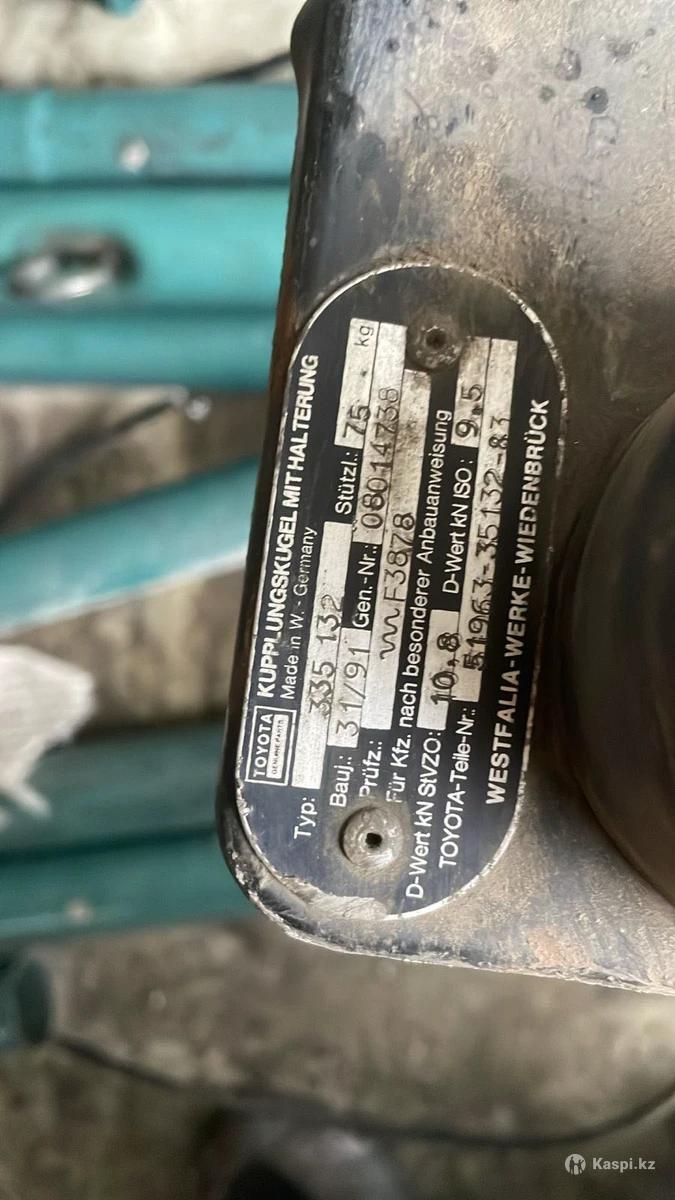 TOYOTA
GENUINE PARTS
KUPPLUNGSKUGEL MIT HALTERUNG
Made in W.-Germany
Typ: 335 132 Stützl.: 75 kg
Bauj.: 31/91 Gen.-Nr.: 08014738
Prüfz.: F3878
Für Kfz. nach besonderer Anbauanweisung
D-Wert kN StVZO: 10,8 D-Wert kN ISO: 9,5
TOYOTA-Teile-Nr.: 51963-35132-83
WESTFALIA-WERKE-WIEDENBRÜCK
Kaspi.kz